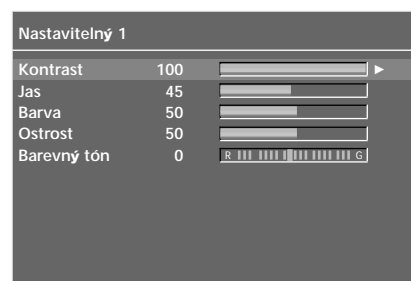 Nastavitelný 1
Kontrast 100
Jas 45
Barva 50
Ostrost 50
Barevný tón 0 R G